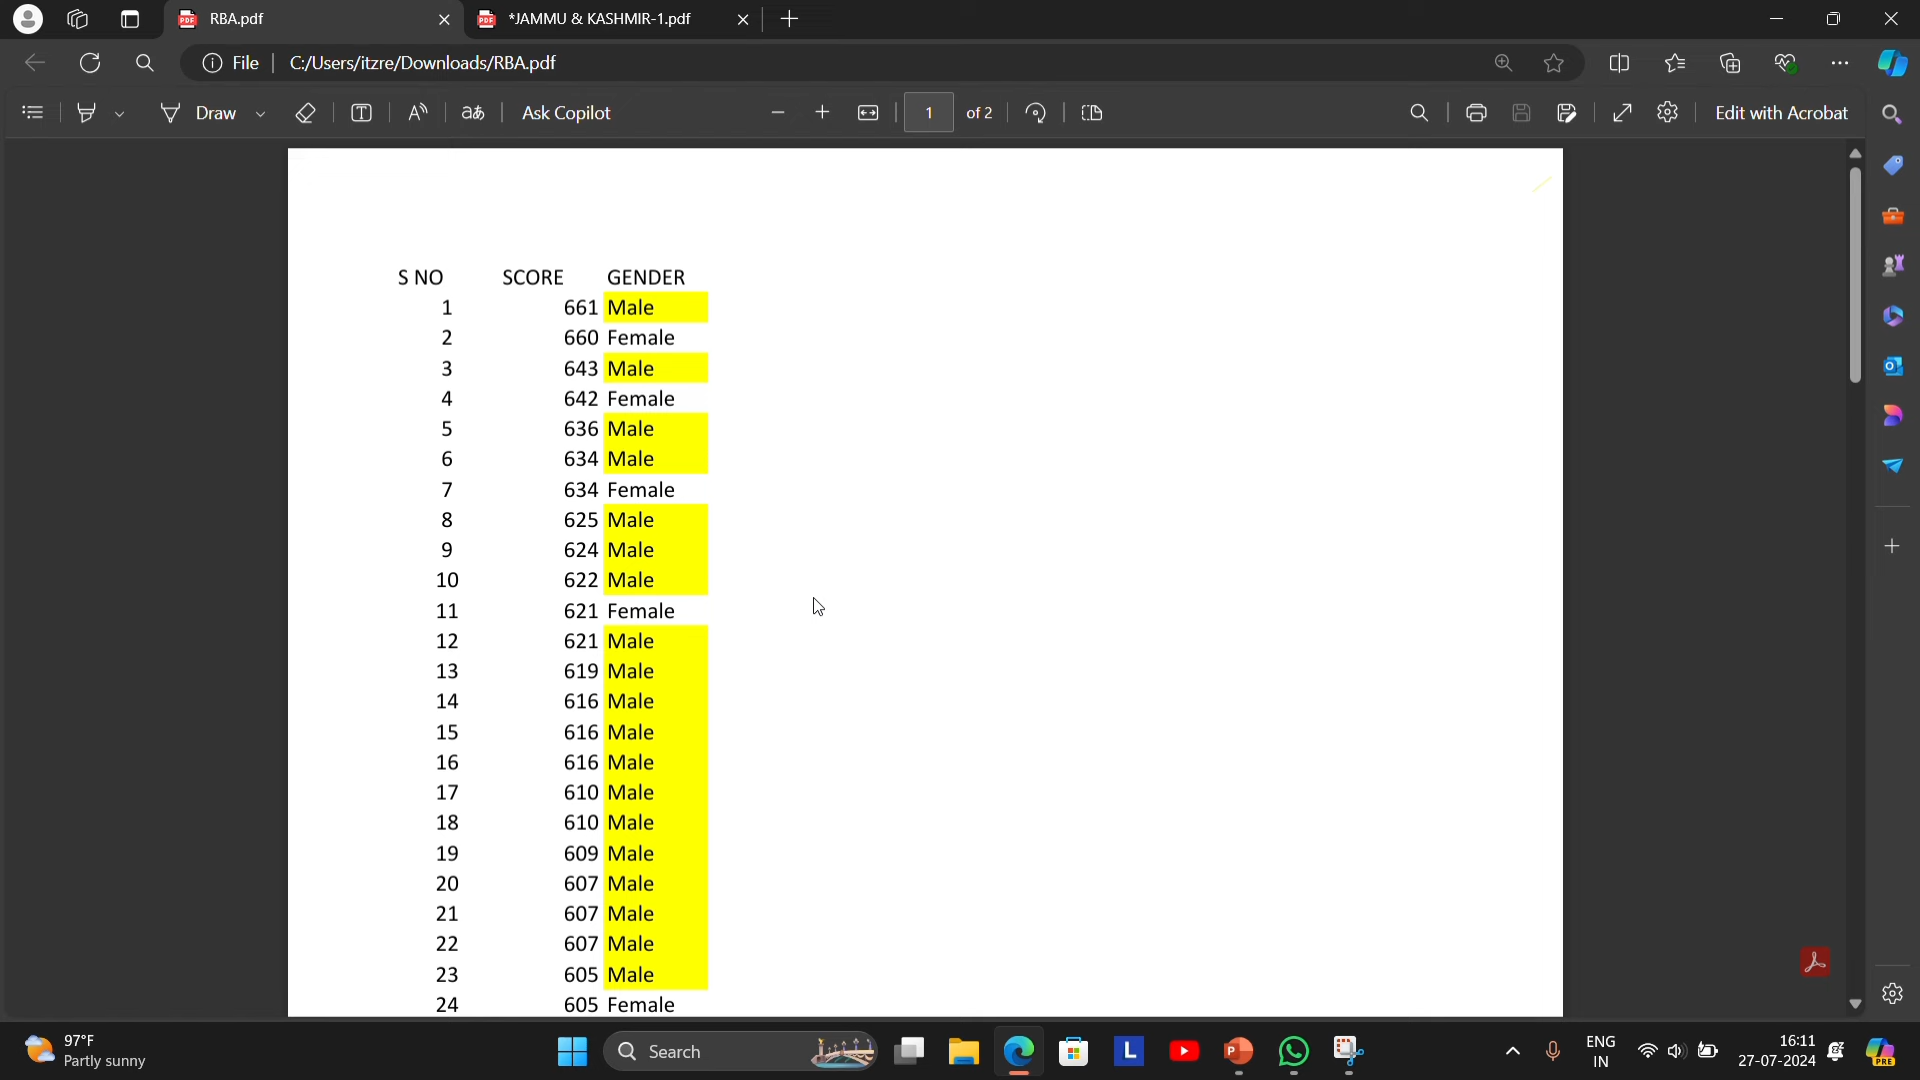 RBA.pdf
*JAMMU & KASHMIR-1.pdf
File
C:/Users/itzre/Downloads/RBA.pdf
Draw
aあ
Ask Copilot
1 of 2
Edit with Acrobat
S NO SCORE GENDER
1 661 Male
2 660 Female
3 643 Male
4 642 Female
5 636 Male
6 634 Male
7 634 Female
8 625 Male
9 624 Male
10 622 Male
11 621 Female
12 621 Male
13 619 Male
14 616 Male
15 616 Male
16 616 Male
17 610 Male
18 610 Male
19 609 Male
20 607 Male
21 607 Male
22 607 Male
23 605 Male
24 605 Female
97°F
Partly sunny
Search
L
ENG
IN
16:11
27-07-2024
PRE